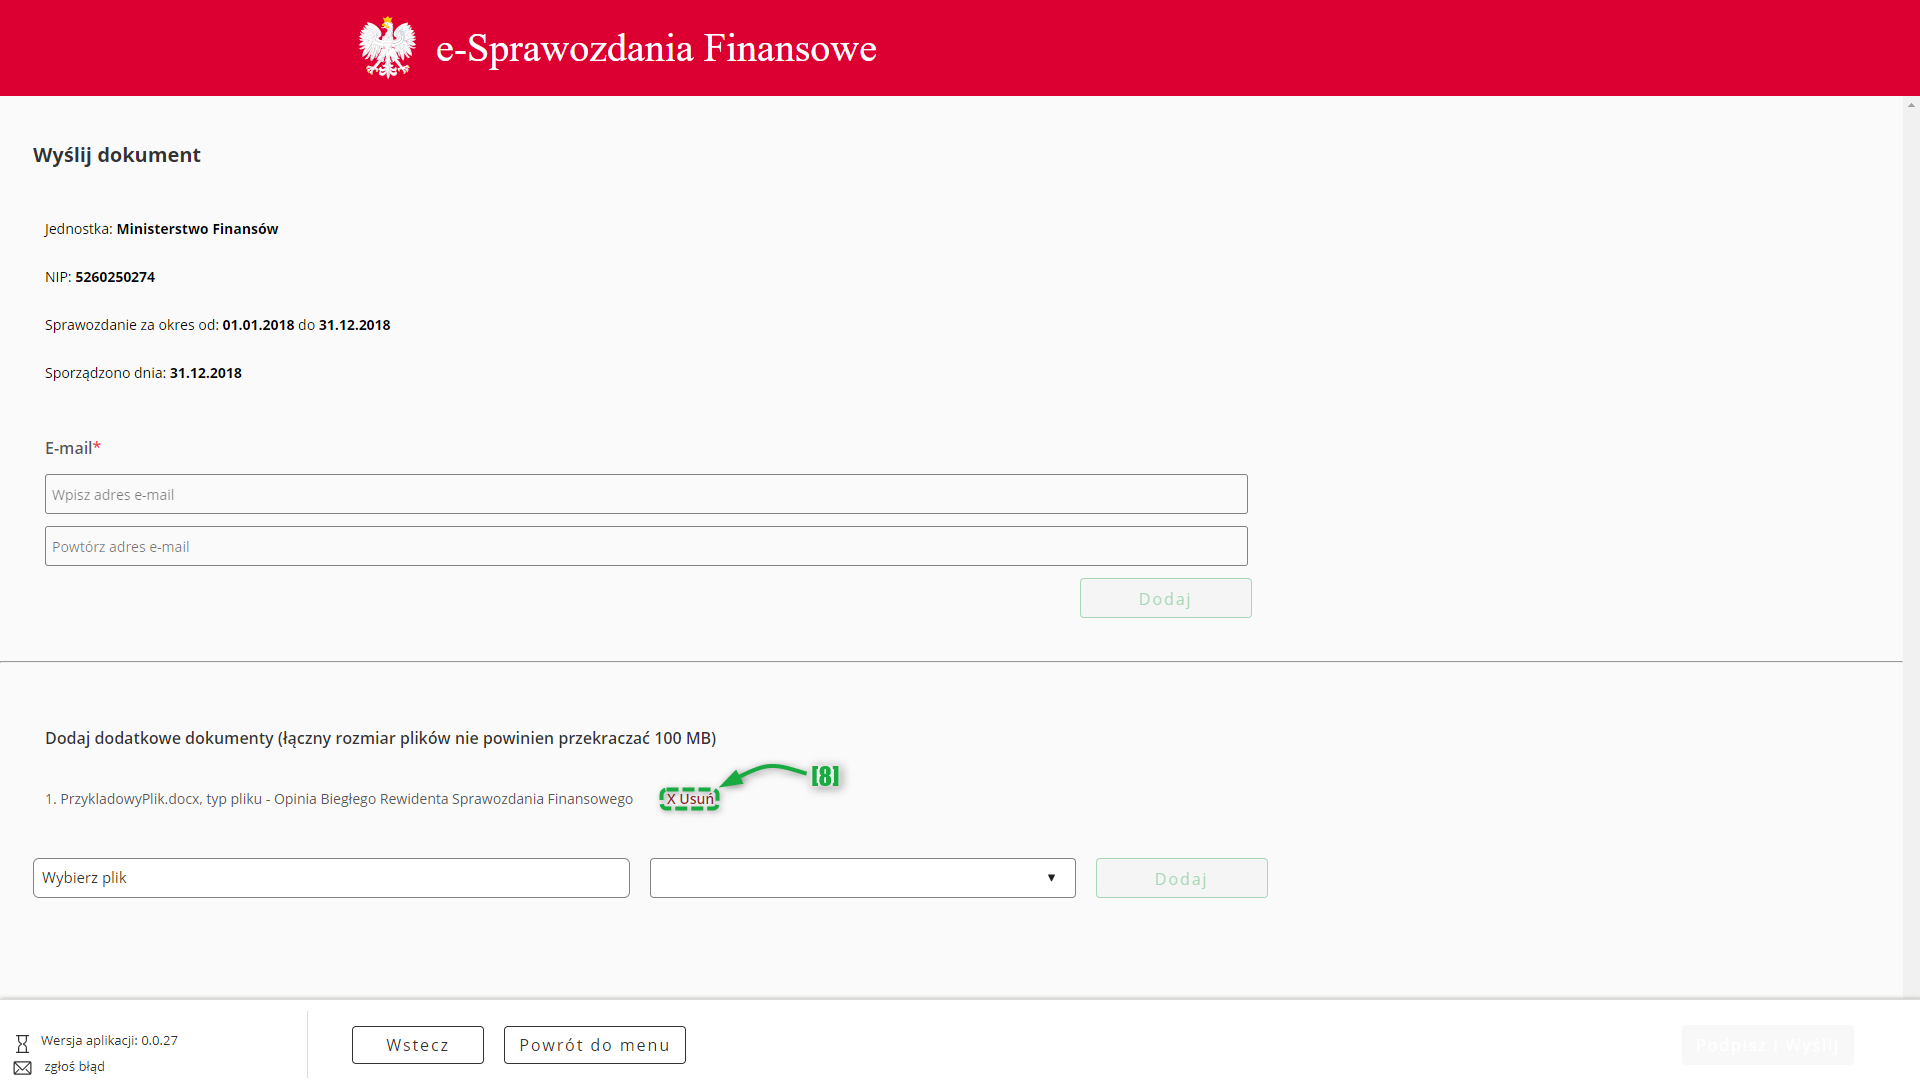 e-Sprawozdania Finansowe
Wyślij dokument
Jednostka: Ministerstwo Finansów
NIP: 5260250274
Sprawozdanie za okres od: 01.01.2018 do 31.12.2018
Sporządzono dnia: 31.12.2018
E-mail*
Wpisz adres e-mail
Powtórz adres e-mail
Dodaj
Dodaj dodatkowe dokumenty (łączny rozmiar plików nie powinien przekraczać 100 MB)
[8]
1. PrzykladowyPlik.docx, typ pliku - Opinia Biegłego Rewidenta Sprawozdania Finansowego X Usuń
Wybierz plik Dodaj
Wersja aplikacji: 0.0.27
zgłoś błąd
Wstecz Powrót do menu Podpisz i Wyślij